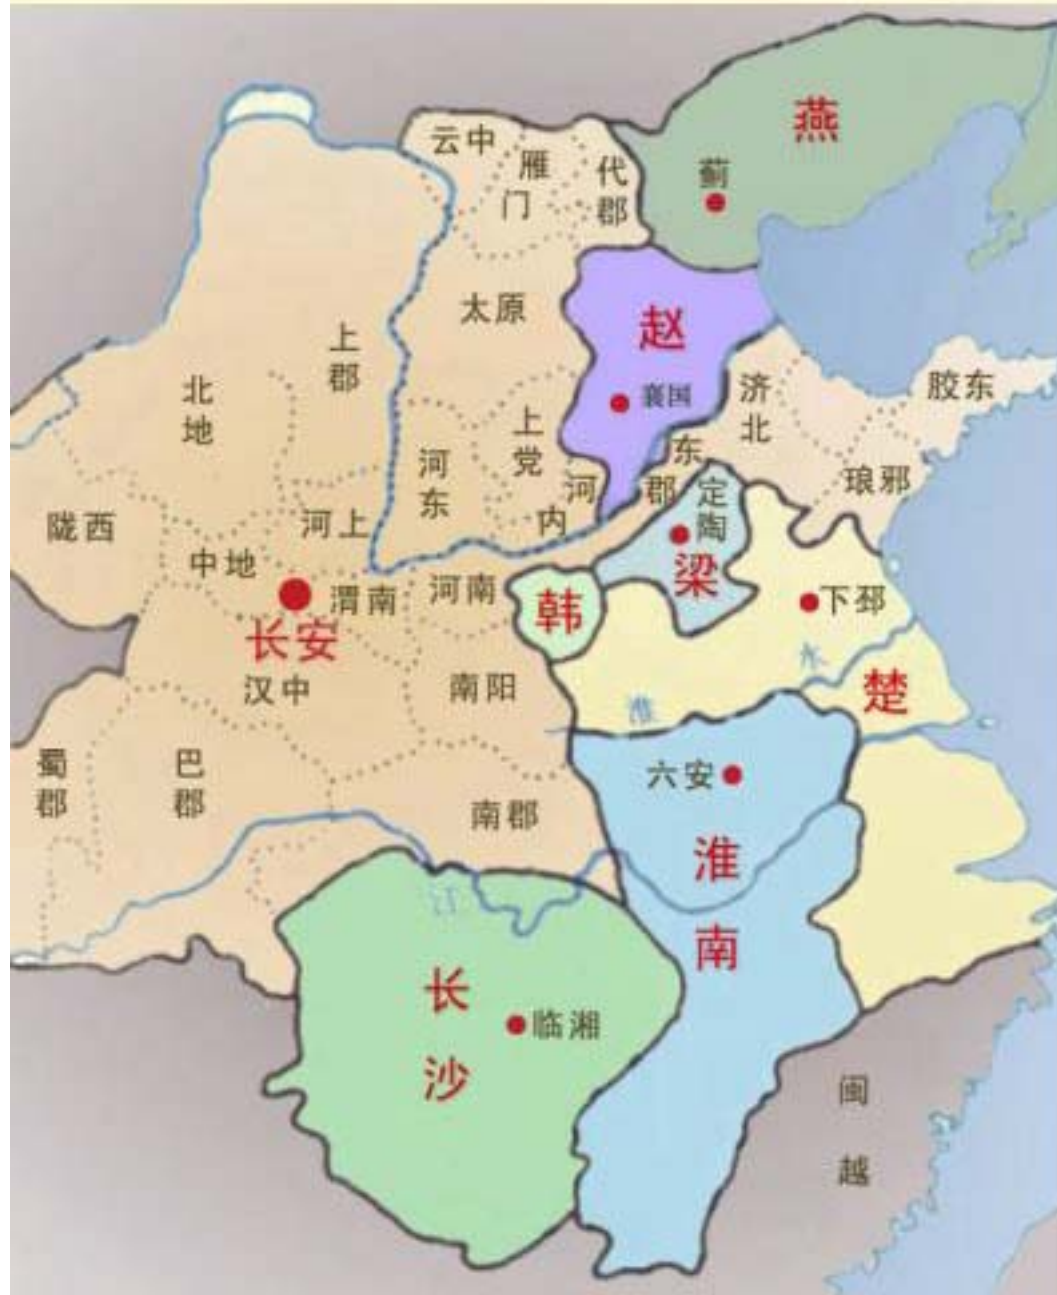 燕
蓟
云中
雁门
代郡
太原
赵
襄国
上郡
北地
济北
胶东
上党
河东
河内
东郡
琅邪
定陶
陇西
河上
中地
渭南
河南
梁
韩
下邳
长安
汉中
南阳
淮
水
楚
蜀郡
巴郡
南郡
六安
淮南
江
长沙
临湘
闽越